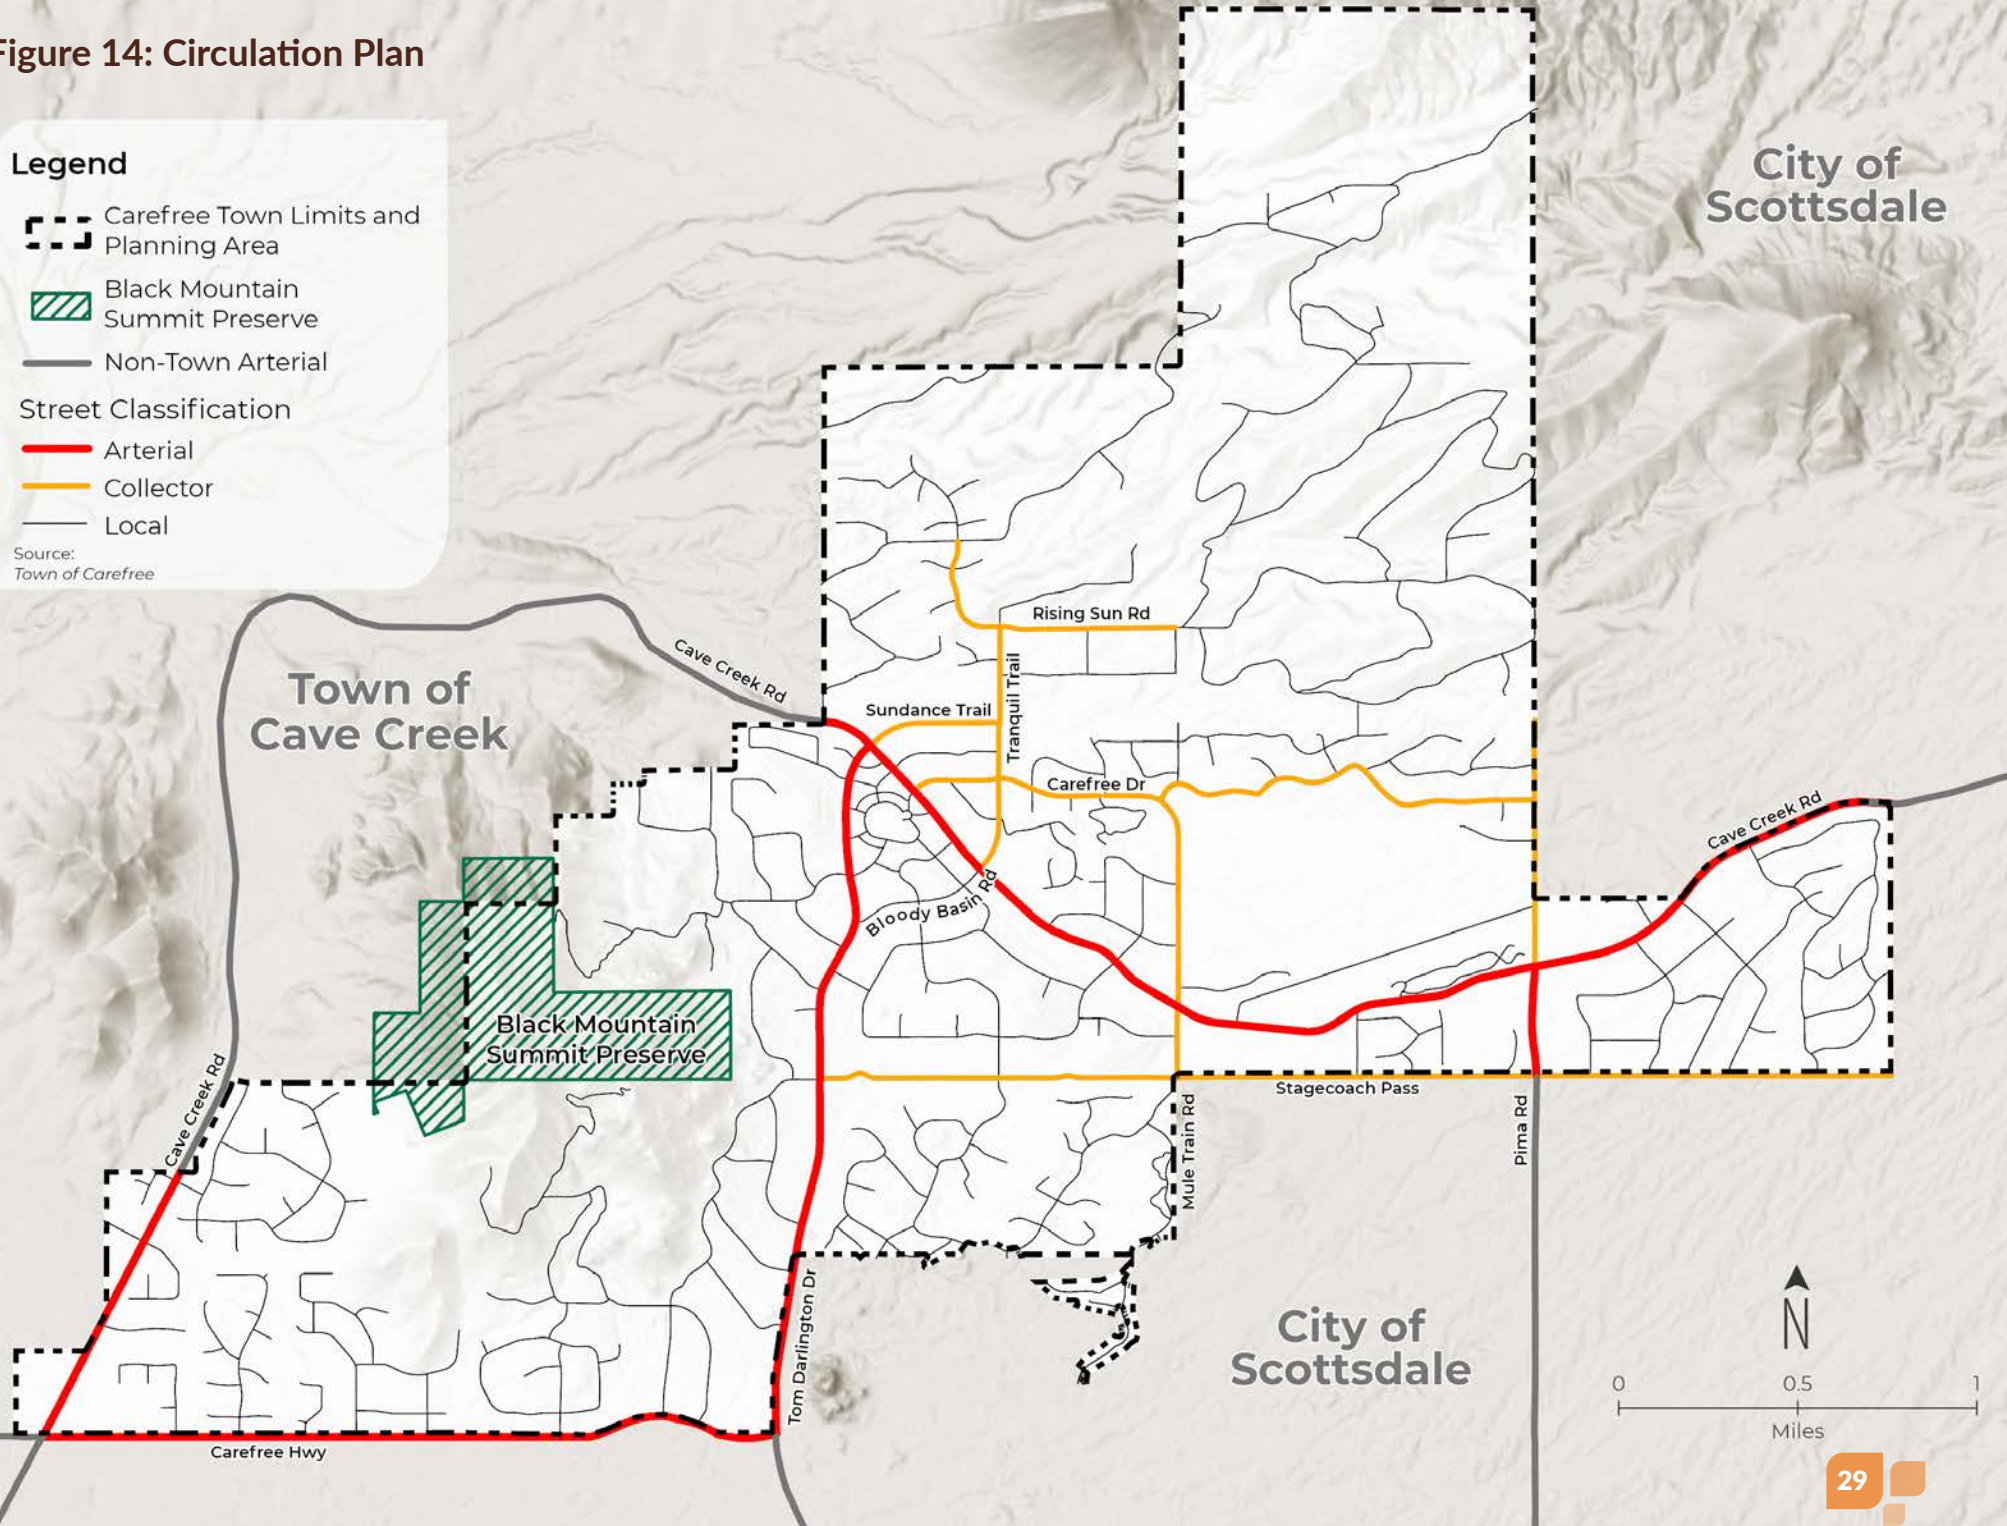 Figure 14: Circulation Plan
Legend
Carefree Town Limits and
Planning Area
Black Mountain
Summit Preserve
Non-Town Arterial
Street Classification
Arterial
Collector
Local
Source:
Town of Carefree
City of
Scottsdale
Rising Sun Rd
Cave Creek Rd
Tranquil Trail
Town of
Cave Creek
Sundance Trail
Carefree Dr
Cave Creek Rd
Bloody Basin Rd
Black Mountain
Summit Preserve
Cave Creek Rd
Stagecoach Pass
Mule Train Rd
Pima Rd
Tom Darlington Dr
City of
Scottsdale
N
0 0.5 1
Miles
Carefree Hwy
29